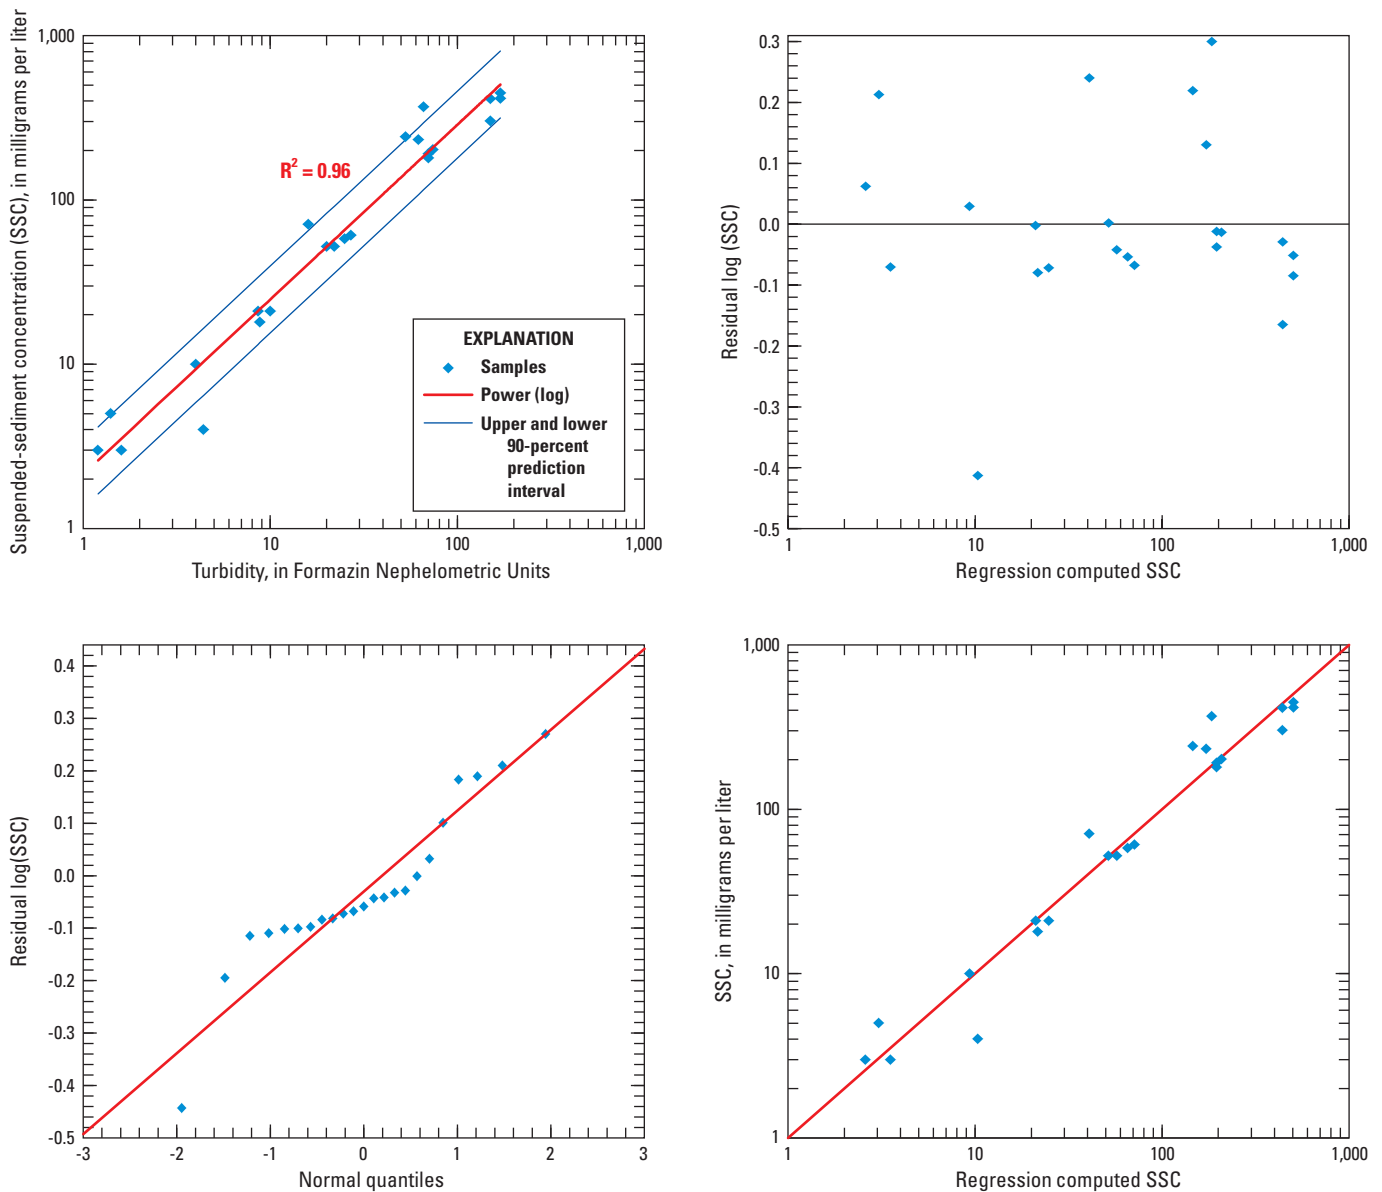 Suspended-sediment concentration (SSC), in milligrams per liter
1,000
100
10
1
R² = 0.96
EXPLANATION
Samples
Power (log)
Upper and lower
90-percent
prediction
interval
1
10
100
1,000
Turbidity, in Formazin Nephelometric Units
Residual log (SSC)
0.3
0.2
0.1
0.0
-0.1
-0.2
-0.3
-0.4
-0.5
1
10
100
1,000
Regression computed SSC
Residual log(SSC)
0.4
0.3
0.2
0.1
0.0
-0.1
-0.2
-0.3
-0.4
-0.5
-3
-2
-1
0
1
2
3
Normal quantiles
SSC, in milligrams per liter
1,000
100
10
1
1
10
100
1,000
Regression computed SSC